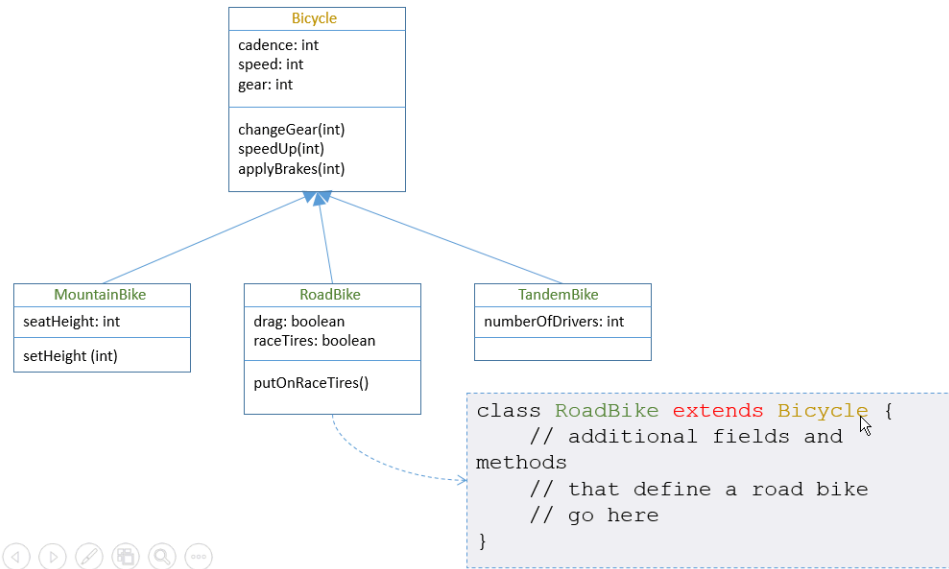 Bicycle
cadence: int
speed: int
gear: int
changeGear(int)
speedUp(int)
applyBrakes(int)
MountainBike
seatHeight: int
setHeight (int)
RoadBike
drag: boolean
raceTires: boolean
putOnRaceTires()
TandemBike
numberOfDrivers: int
class RoadBike extends Bicycle {
    // additional fields and
methods
    // that define a road bike
    // go here
}